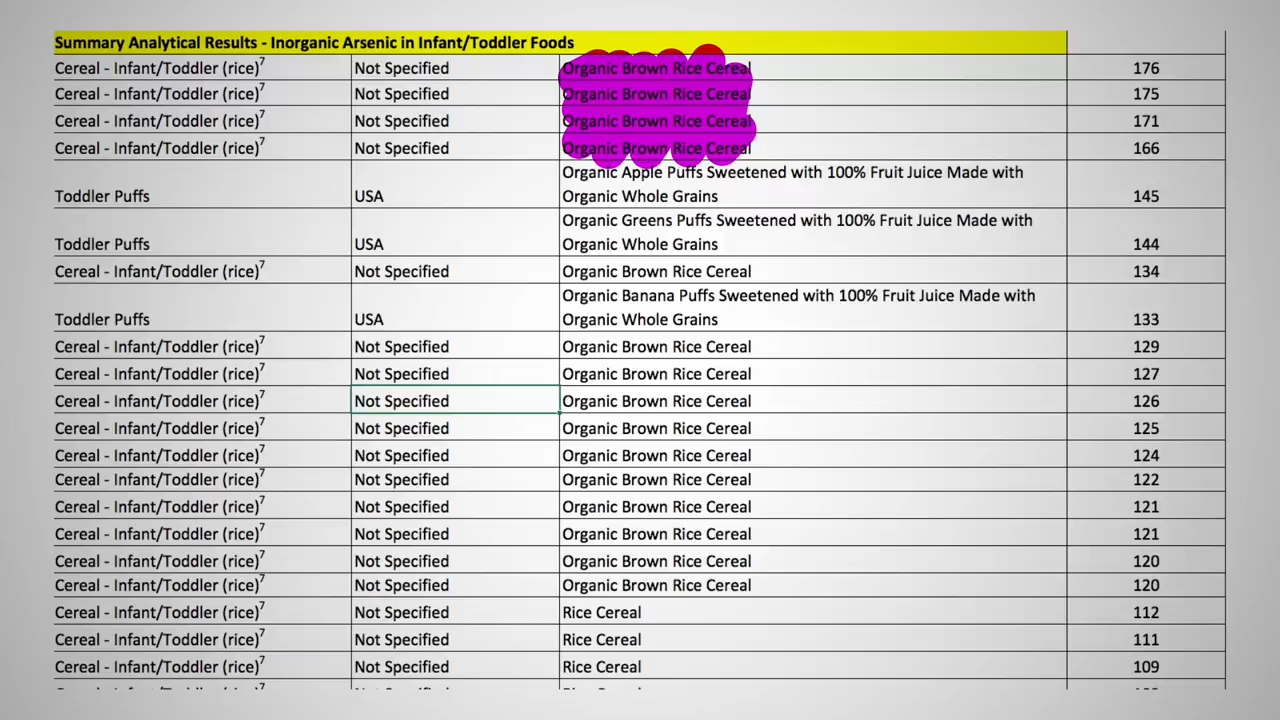 Summary Analytical Results - Inorganic Arsenic in Infant/Toddler Foods
Cereal - Infant/Toddler (rice)7 Not Specified Organic Brown Rice Cereal 176
Cereal - Infant/Toddler (rice)7 Not Specified Organic Brown Rice Cereal 175
Cereal - Infant/Toddler (rice)7 Not Specified Organic Brown Rice Cereal 171
Cereal - Infant/Toddler (rice)7 Not Specified Organic Brown Rice Cereal 166
Organic Apple Puffs Sweetened with 100% Fruit Juice Made with
Toddler Puffs USA Organic Whole Grains 145
Organic Greens Puffs Sweetened with 100% Fruit Juice Made with
Toddler Puffs USA Organic Whole Grains 144
Cereal - Infant/Toddler (rice)7 Not Specified Organic Brown Rice Cereal 134
Organic Banana Puffs Sweetened with 100% Fruit Juice Made with
Toddler Puffs USA Organic Whole Grains 133
Cereal - Infant/Toddler (rice)7 Not Specified Organic Brown Rice Cereal 129
Cereal - Infant/Toddler (rice)7 Not Specified Organic Brown Rice Cereal 127
Cereal - Infant/Toddler (rice)7 Not Specified Organic Brown Rice Cereal 126
Cereal - Infant/Toddler (rice)7 Not Specified Organic Brown Rice Cereal 125
Cereal - Infant/Toddler (rice)7 Not Specified Organic Brown Rice Cereal 124
Cereal - Infant/Toddler (rice)7 Not Specified Organic Brown Rice Cereal 122
Cereal - Infant/Toddler (rice)7 Not Specified Organic Brown Rice Cereal 121
Cereal - Infant/Toddler (rice)7 Not Specified Organic Brown Rice Cereal 121
Cereal - Infant/Toddler (rice)7 Not Specified Organic Brown Rice Cereal 120
Cereal - Infant/Toddler (rice)7 Not Specified Organic Brown Rice Cereal 120
Cereal - Infant/Toddler (rice)7 Not Specified Rice Cereal 112
Cereal - Infant/Toddler (rice)7 Not Specified Rice Cereal 111
Cereal - Infant/Toddler (rice)7 Not Specified Rice Cereal 109